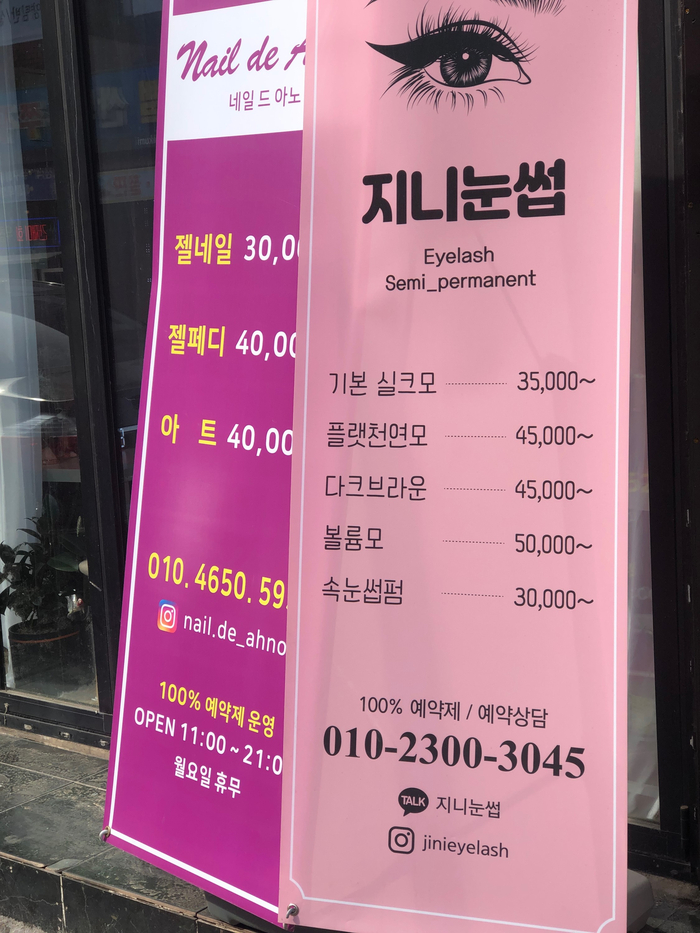 Nail de
네일 드 아노
젤네일 30,00
젤페디 40,00
아 트 40,00
010. 4650. 59
nail.de_ahno
100% 예약제 운영
OPEN 11:00 ~ 21:0
월요일 휴무
지니눈썹
Eyelash
Semi_permanent
기본 실크모 35,000~
플랫천연모 45,000~
다크브라운 45,000~
볼륨모 50,000~
속눈썹펌 30,000~
100% 예약제 / 예약상담
010-2300-3045
TALK 지니눈썹
jinieyelash